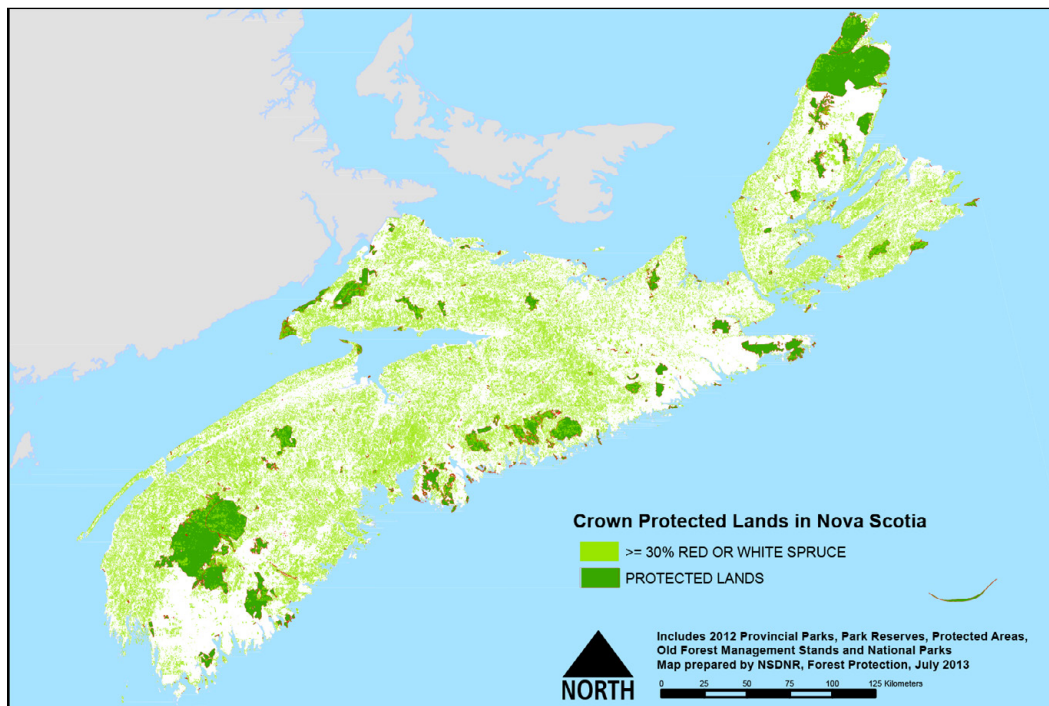 Crown Protected Lands in Nova Scotia
>= 30% RED OR WHITE SPRUCE
PROTECTED LANDS
Includes 2012 Provincial Parks, Park Reserves, Protected Areas,
Old Forest Management Stands and National Parks
Map prepared by NSDNR, Forest Protection, July 2013
NORTH
0 25 50 75 100 125 Kilometers